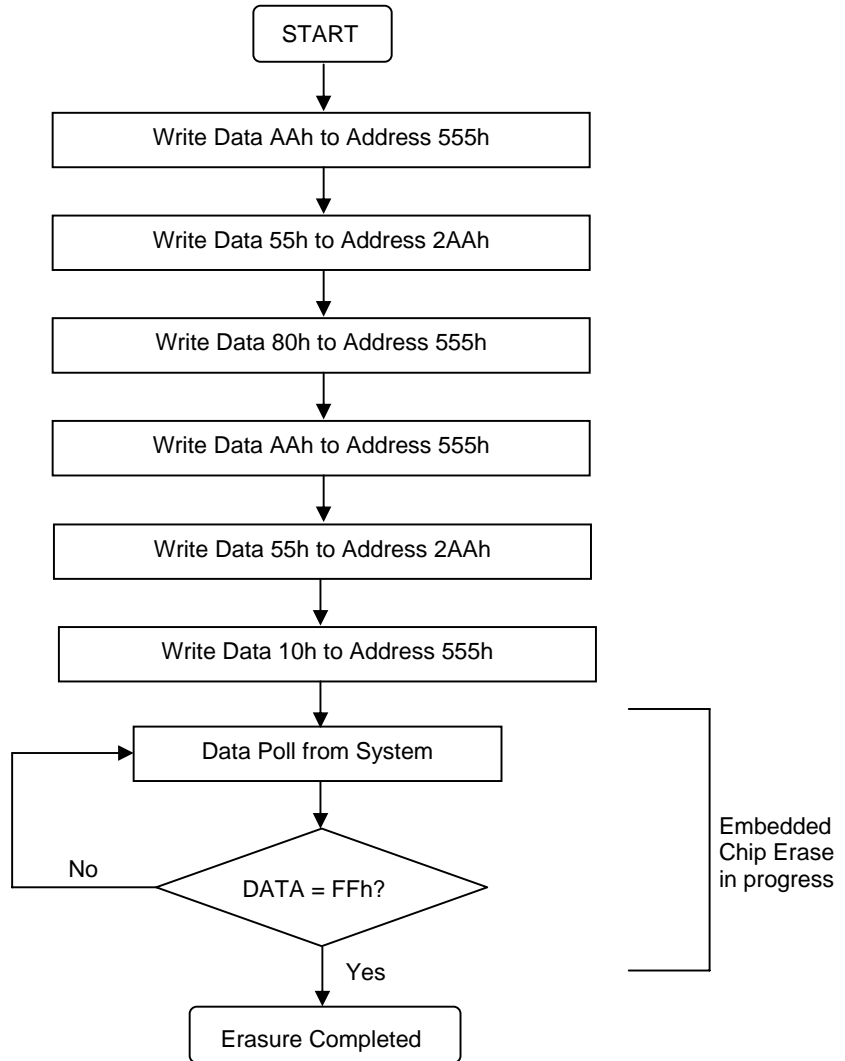 START
Write Data AAh to Address 555h
Write Data 55h to Address 2AAh
Write Data 80h to Address 555h
Write Data AAh to Address 555h
Write Data 55h to Address 2AAh
Write Data 10h to Address 555h
Data Poll from System
Embedded
Chip Erase
in progress
No
DATA = FFh?
Yes
Erasure Completed